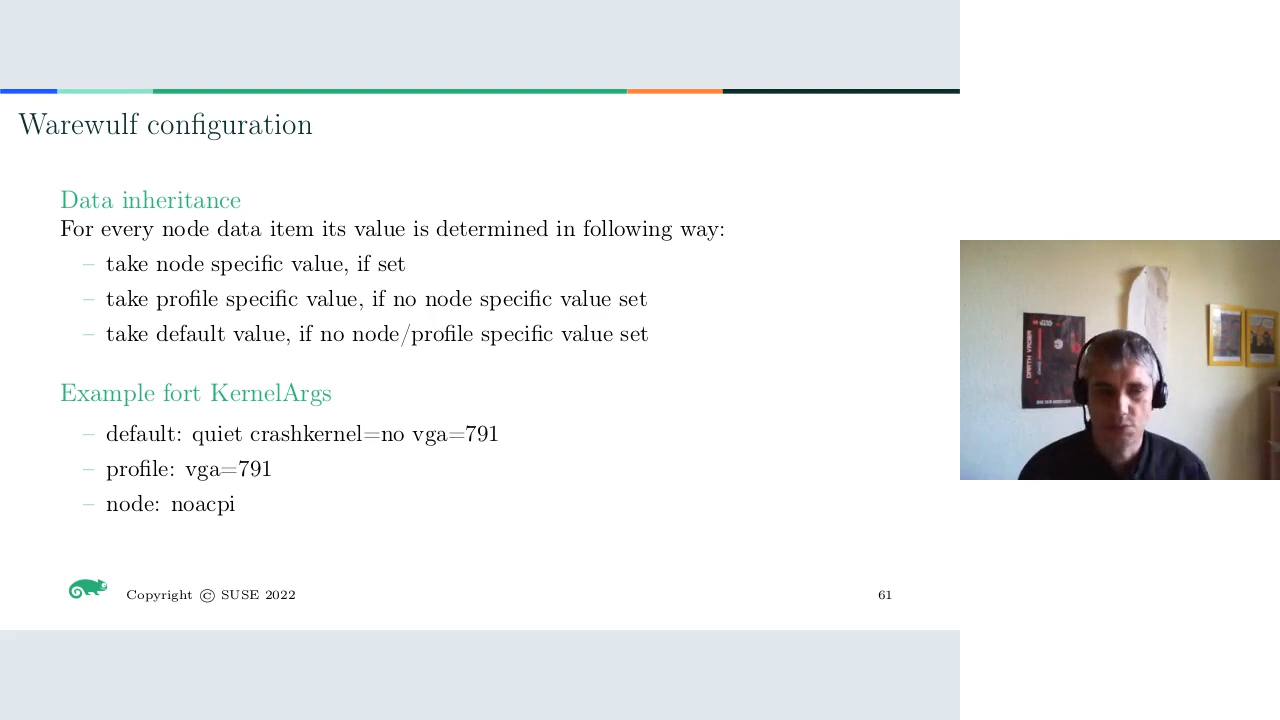 Warewulf configuration
Data inheritance
For every node data item its value is determined in following way:
– take node specific value, if set
– take profile specific value, if no node specific value set
– take default value, if no node/profile specific value set
Example fort KernelArgs
– default: quiet crashkernel=no vga=791
– profile: vga=791
– node: noacpi
Copyright © SUSE 2022
61
DARTH VADER